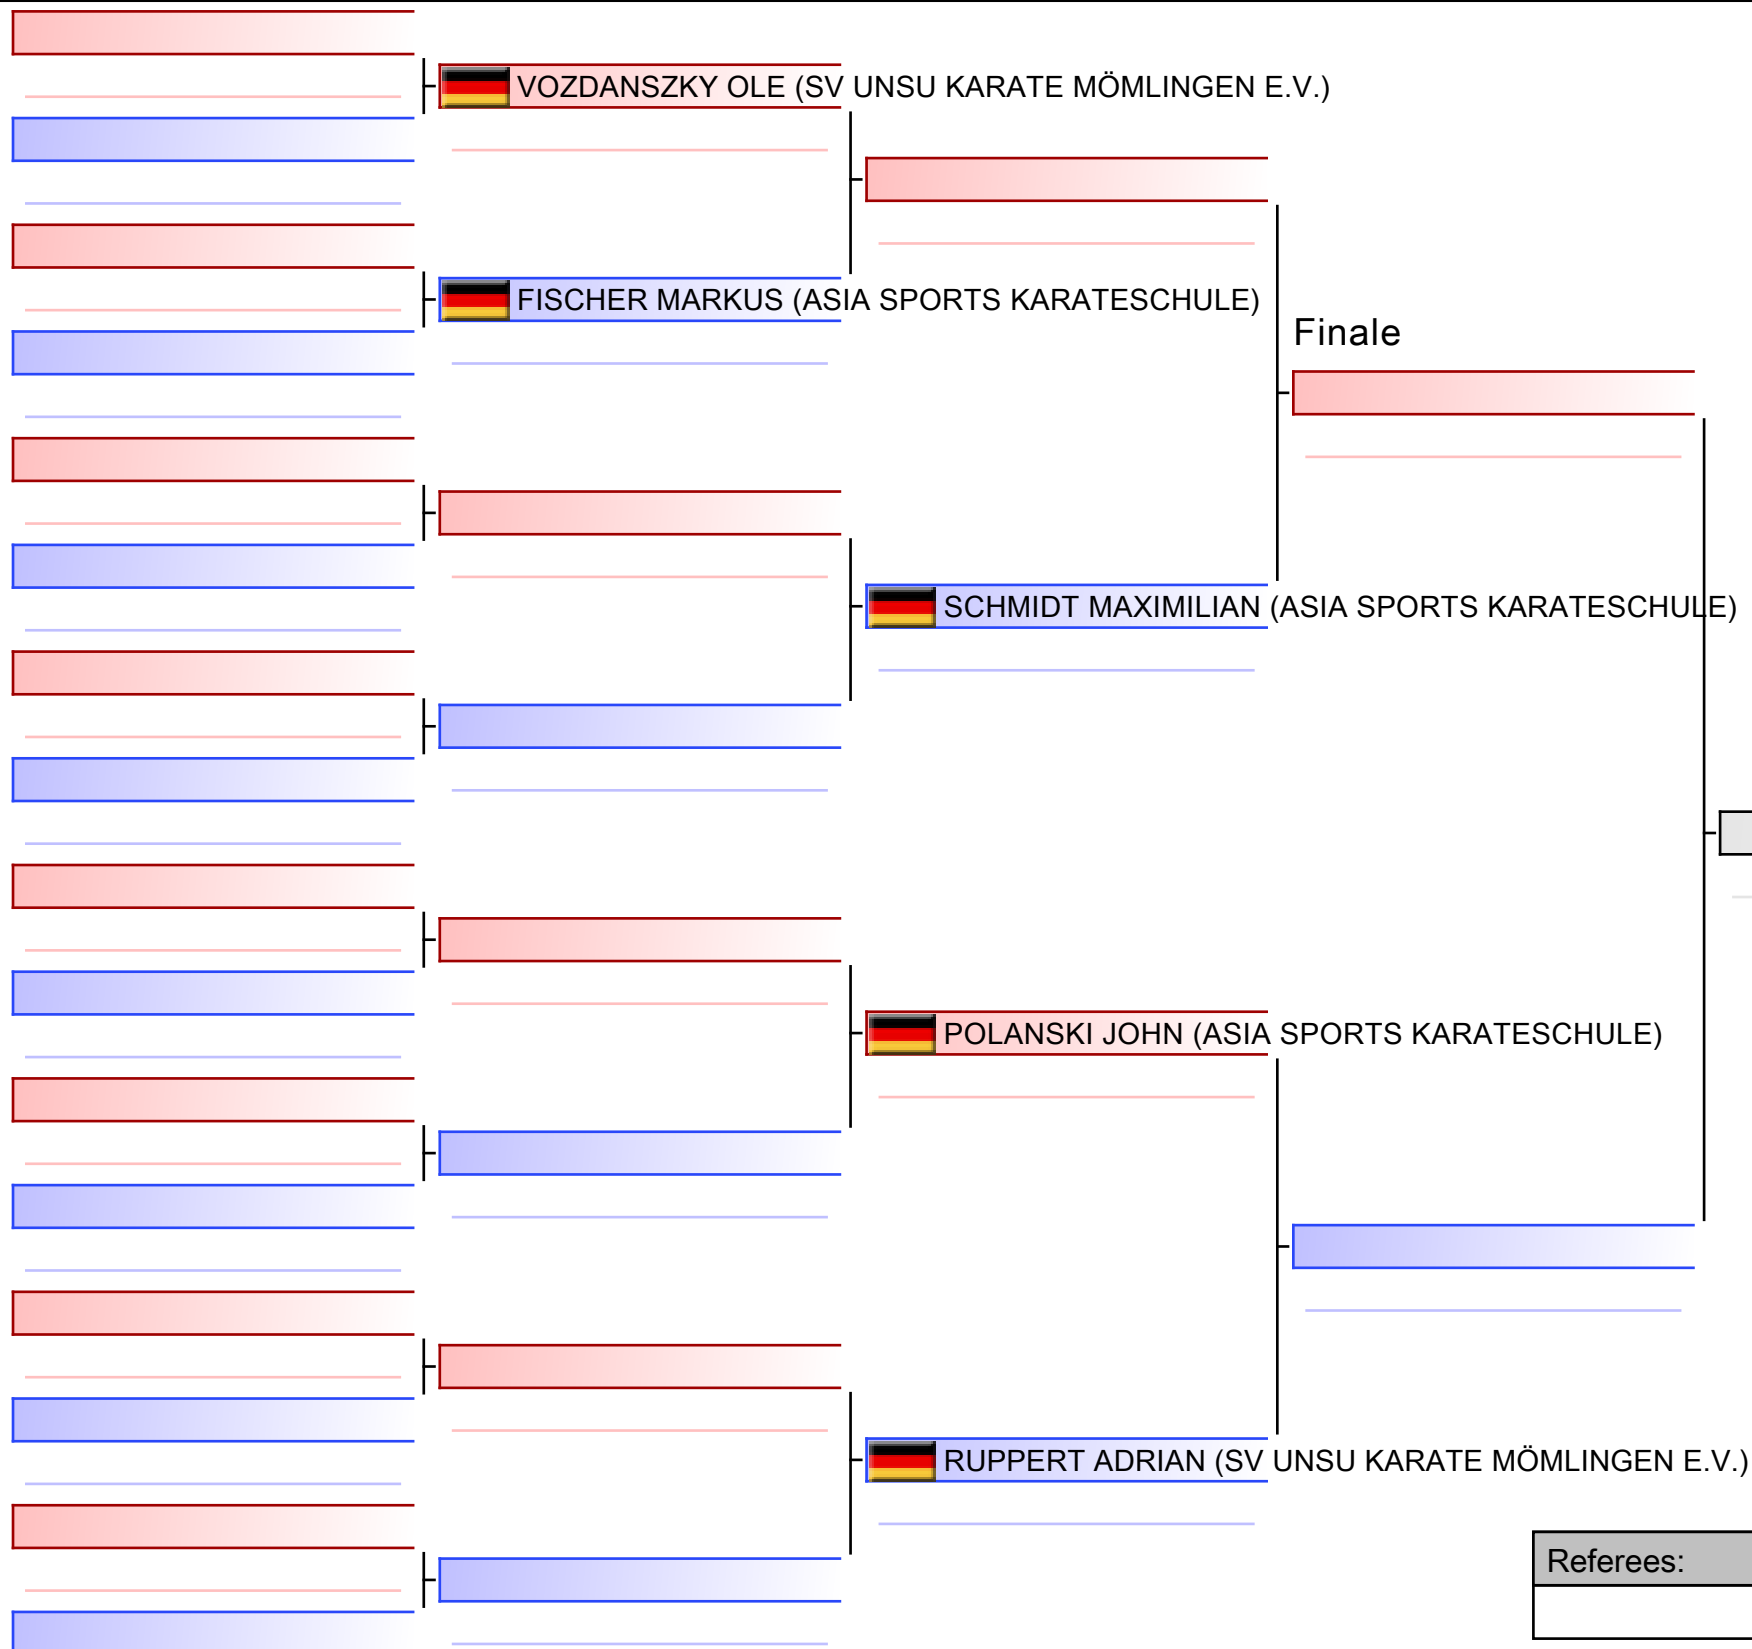 VOZDANSZKY OLE (SV UNSU KARATE MÖMLINGEN E.V.)
FISCHER MARKUS (ASIA SPORTS KARATESCHULE)
Finale
SCHMIDT MAXIMILIAN (ASIA SPORTS KARATESCHULE)
POLANSKI JOHN (ASIA SPORTS KARATESCHULE)
RUPPERT ADRIAN (SV UNSU KARATE MÖMLINGEN E.V.)
Referees: